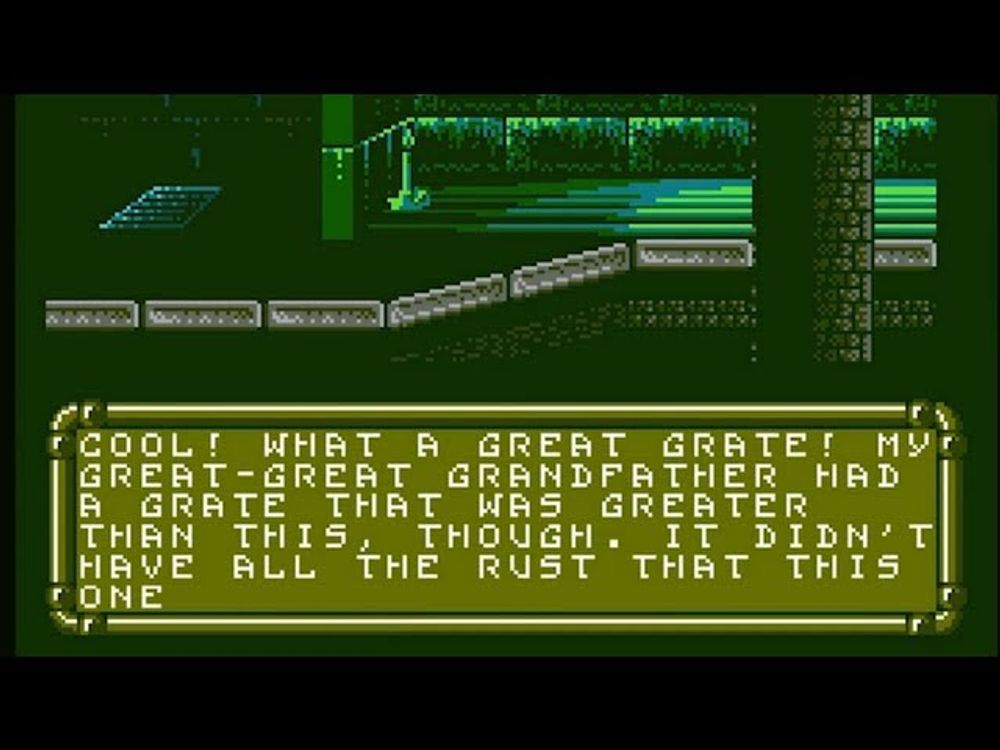 COOL! WHAT A GREAT GRATE! MY
GREAT-GREAT GRANDFATHER HAD
A GRATE THAT WAS GREATER
THAN THIS, THOUGH. IT DIDN'T
HAVE ALL THE RUST THAT THIS
ONE